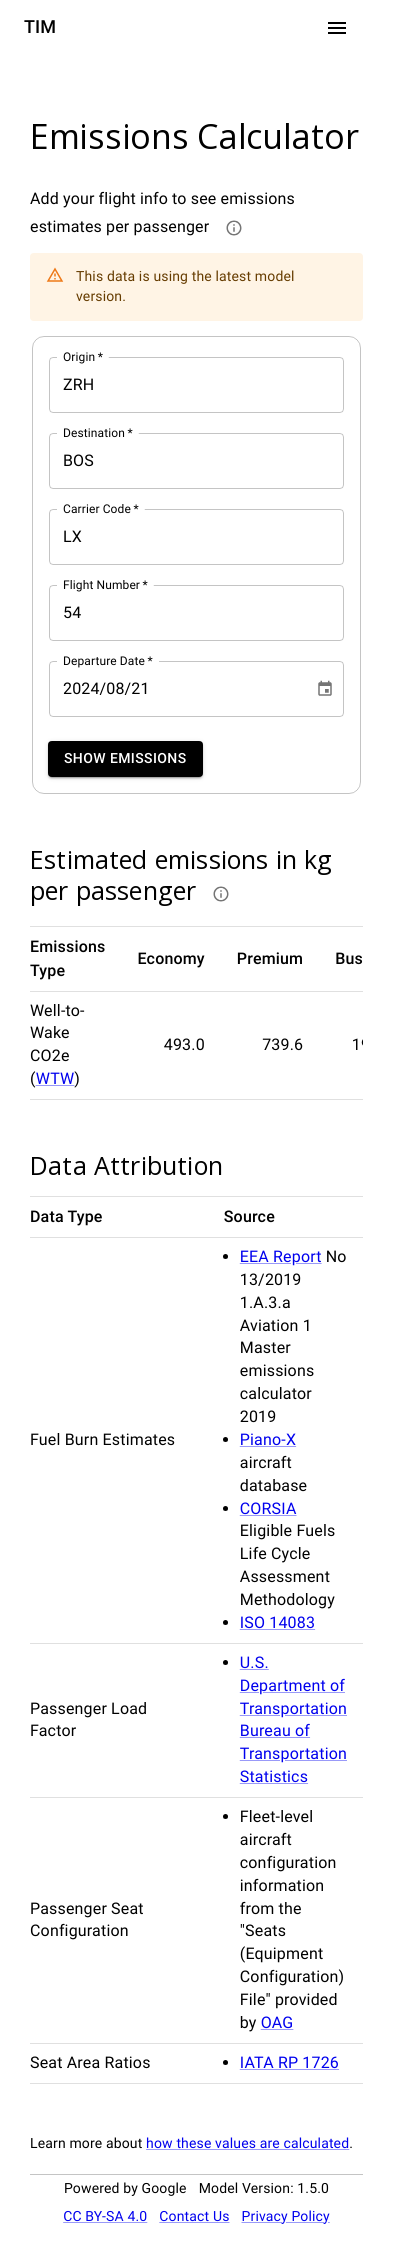 TIM
Emissions Calculator
Add your flight info to see emissions
estimates per passenger
This data is using the latest model
version.
Origin *
ZRH
Destination *
BOS
Carrier Code *
LX
Flight Number *
54
Departure Date *
2024/08/21
SHOW EMISSIONS
Estimated emissions in kg
per passenger
Emissions
Type
Economy
Premium
Bus
Well-to-
Wake
CO2e
(WTW)
493.0
739.6
Data Attribution
Data Type
Source
Fuel Burn Estimates
• EEA Report No
13/2019
1.A.3.a
Aviation 1
Master
emissions
calculator
2019
• Piano-X
aircraft
database
• CORSIA
Eligible Fuels
Life Cycle
Assessment
Methodology
• ISO 14083
Passenger Load
Factor
• U.S.
Department of
Transportation
Bureau of
Transportation
Statistics
Passenger Seat
Configuration
• Fleet-level
aircraft
configuration
information
from the
"Seats
(Equipment
Configuration)
File" provided
by OAG
Seat Area Ratios
• IATA RP 1726
Learn more about how these values are calculated.
Powered by Google Model Version: 1.5.0
CC BY-SA 4.0 Contact Us Privacy Policy